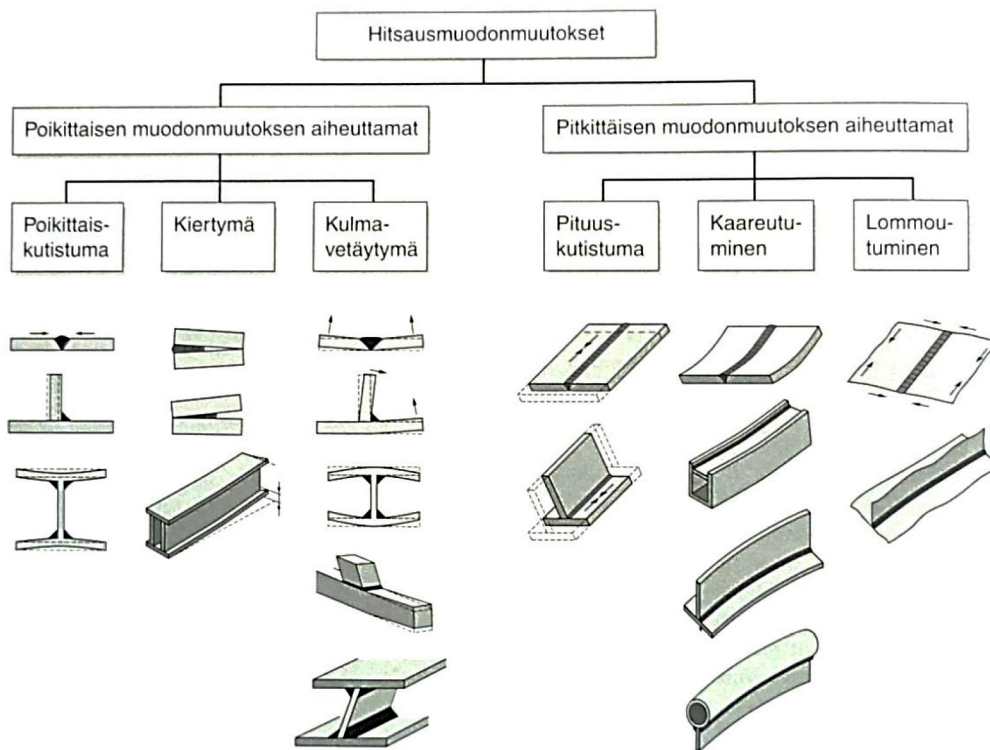 Hitsausmuodonmuutokset
Poikittaisen muodonmuutoksen aiheuttamat
Pitkittäisen muodonmuutoksen aiheuttamat
Poikittais-
kutistuma
Kiertymä
Kulma-
vetäytymä
Pituus-
kutistuma
Kaareutu-
minen
Lommou-
tuminen